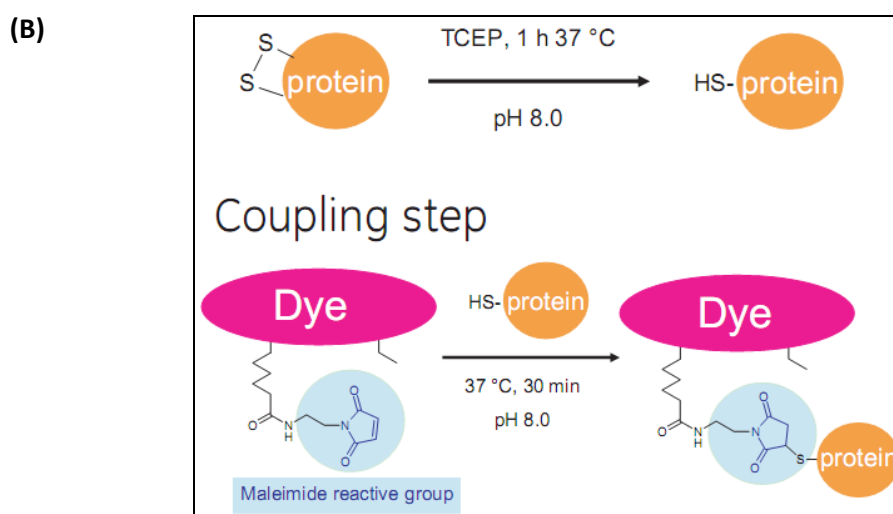 (B)
S
S
protein
TCEP, 1 h 37 °C
pH 8.0
HS-protein
Coupling step
Dye
O
N
H
N
O
O
Maleimide reactive group
HS-protein
37 °C, 30 min
pH 8.0
Dye
O
N
H
N
O
O
S-protein